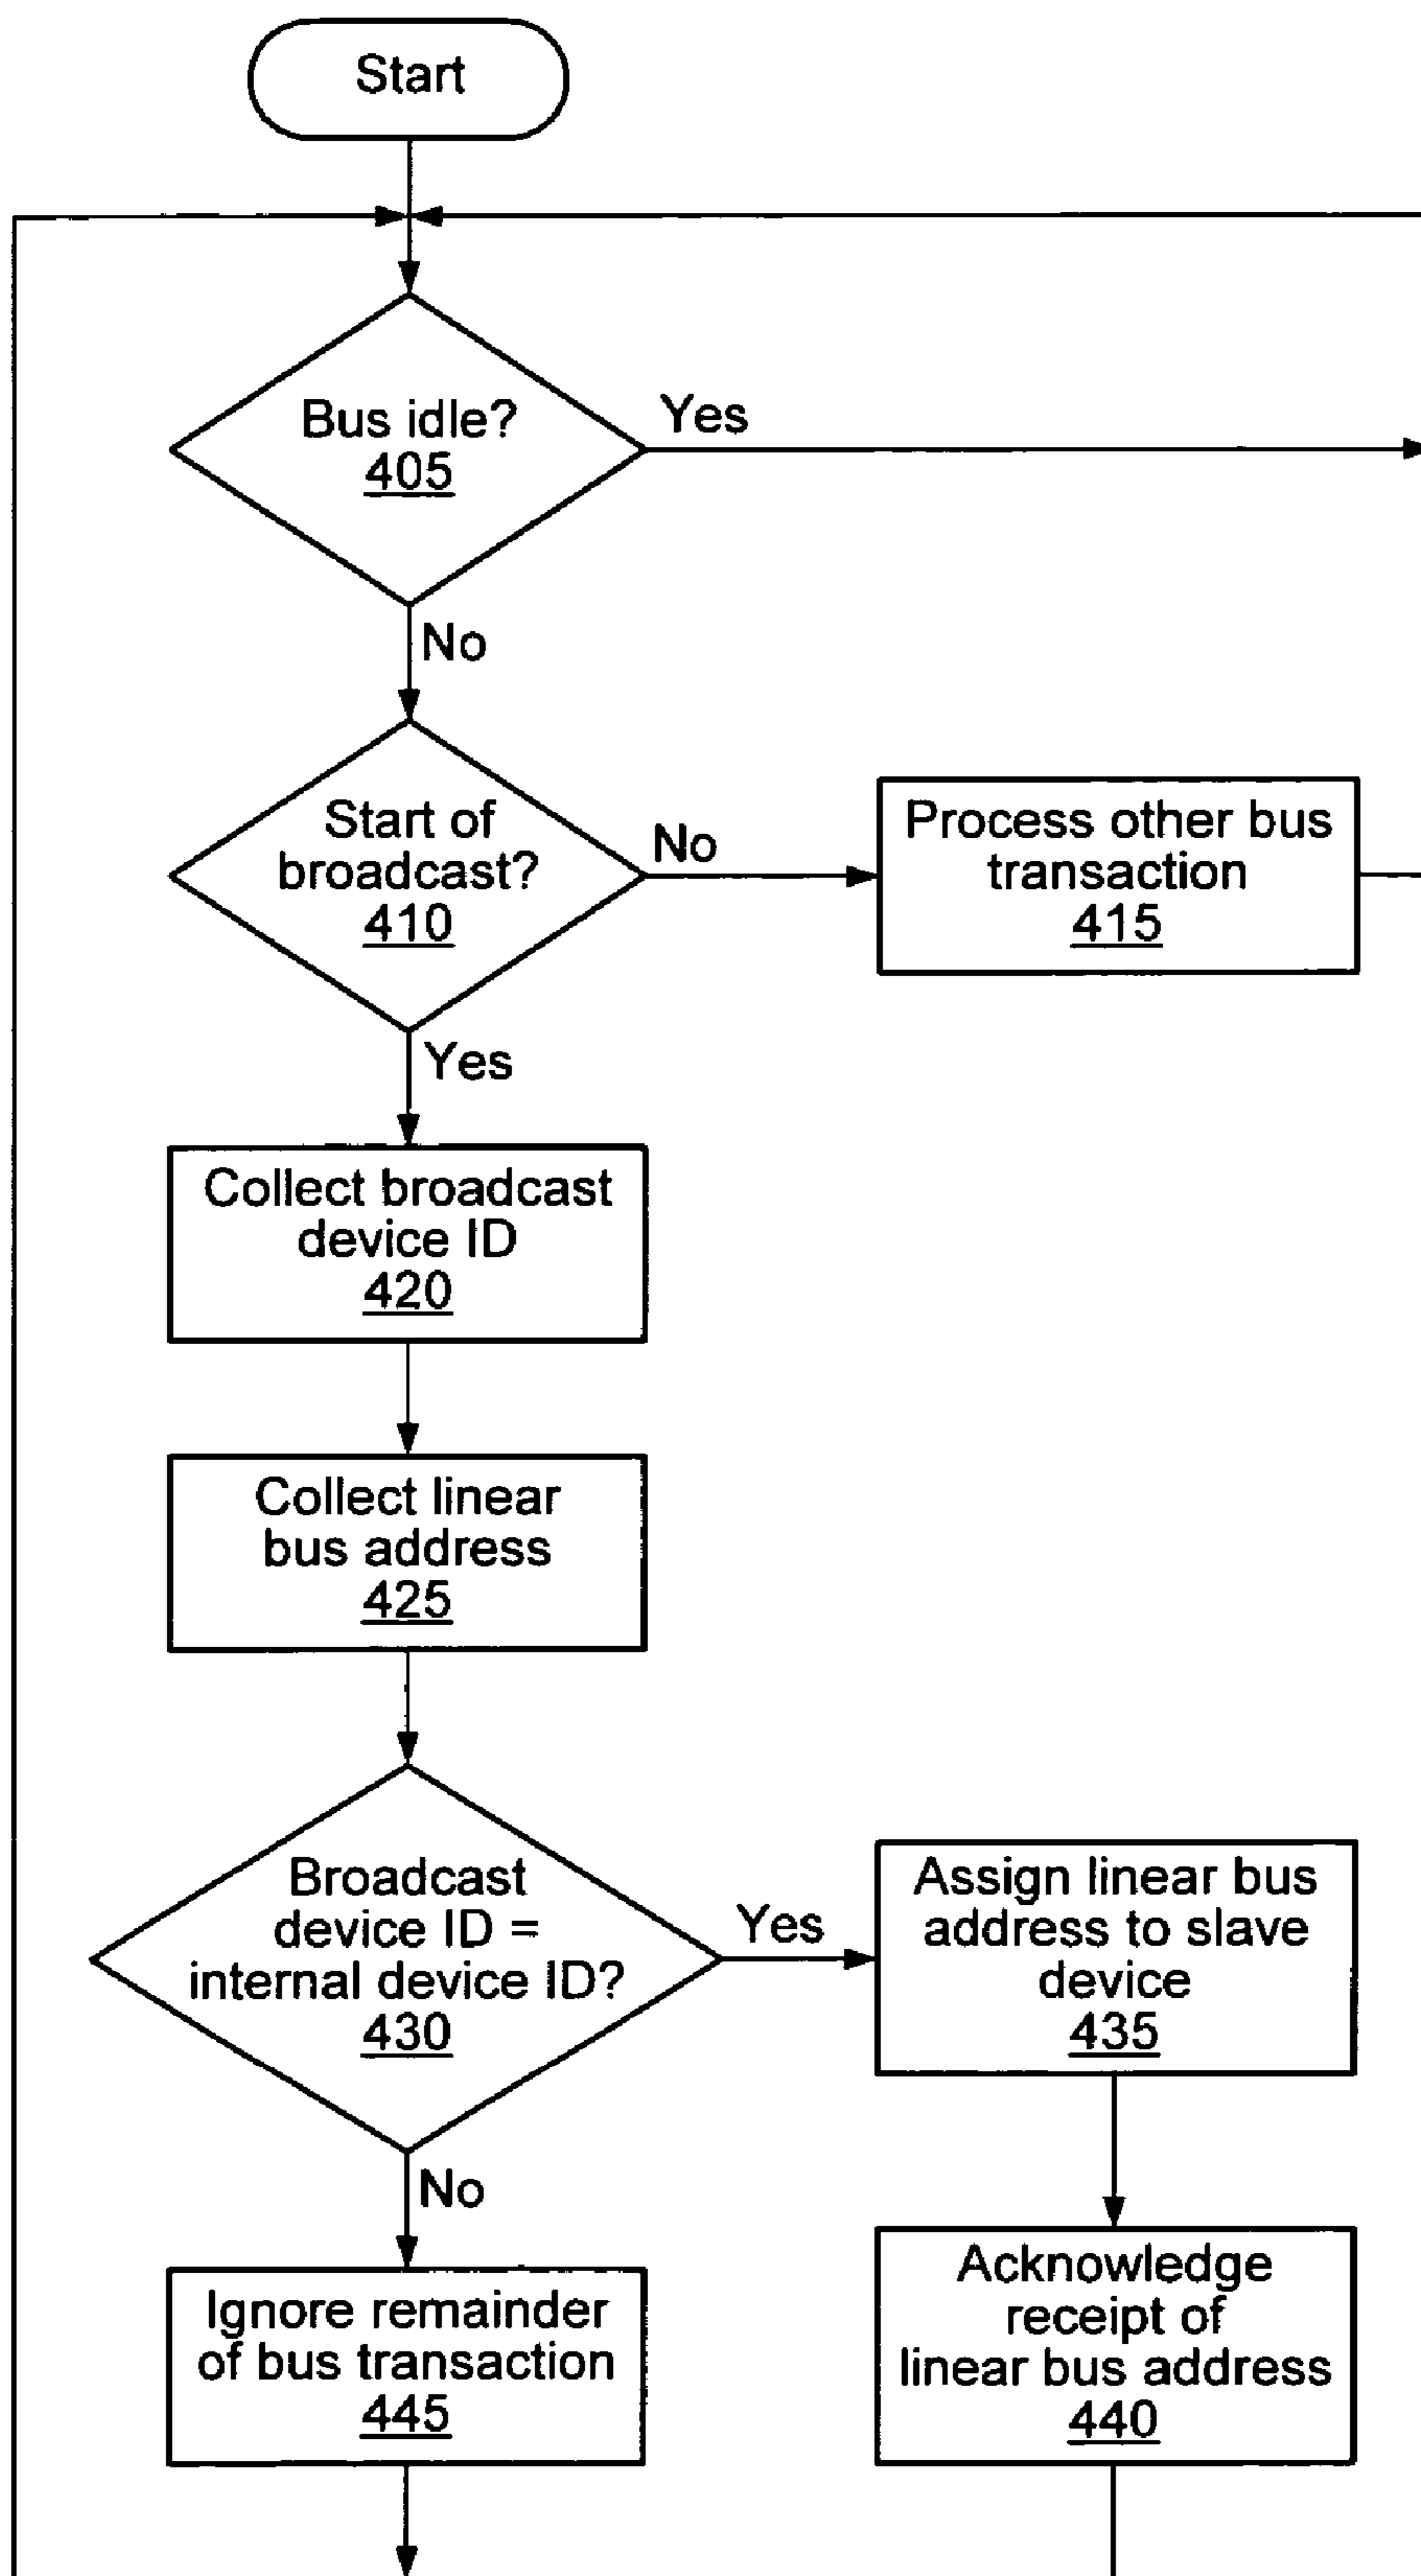 Start
Bus idle?
405
Yes
No
Start of
broadcast?
410
No
Process other bus
transaction
415
Yes
Collect broadcast
device ID
420
Collect linear
bus address
425
Broadcast
device ID =
internal device ID?
430
Yes
Assign linear bus
address to slave
device
435
No
Ignore remainder
of bus transaction
445
Acknowledge
receipt of
linear bus address
440